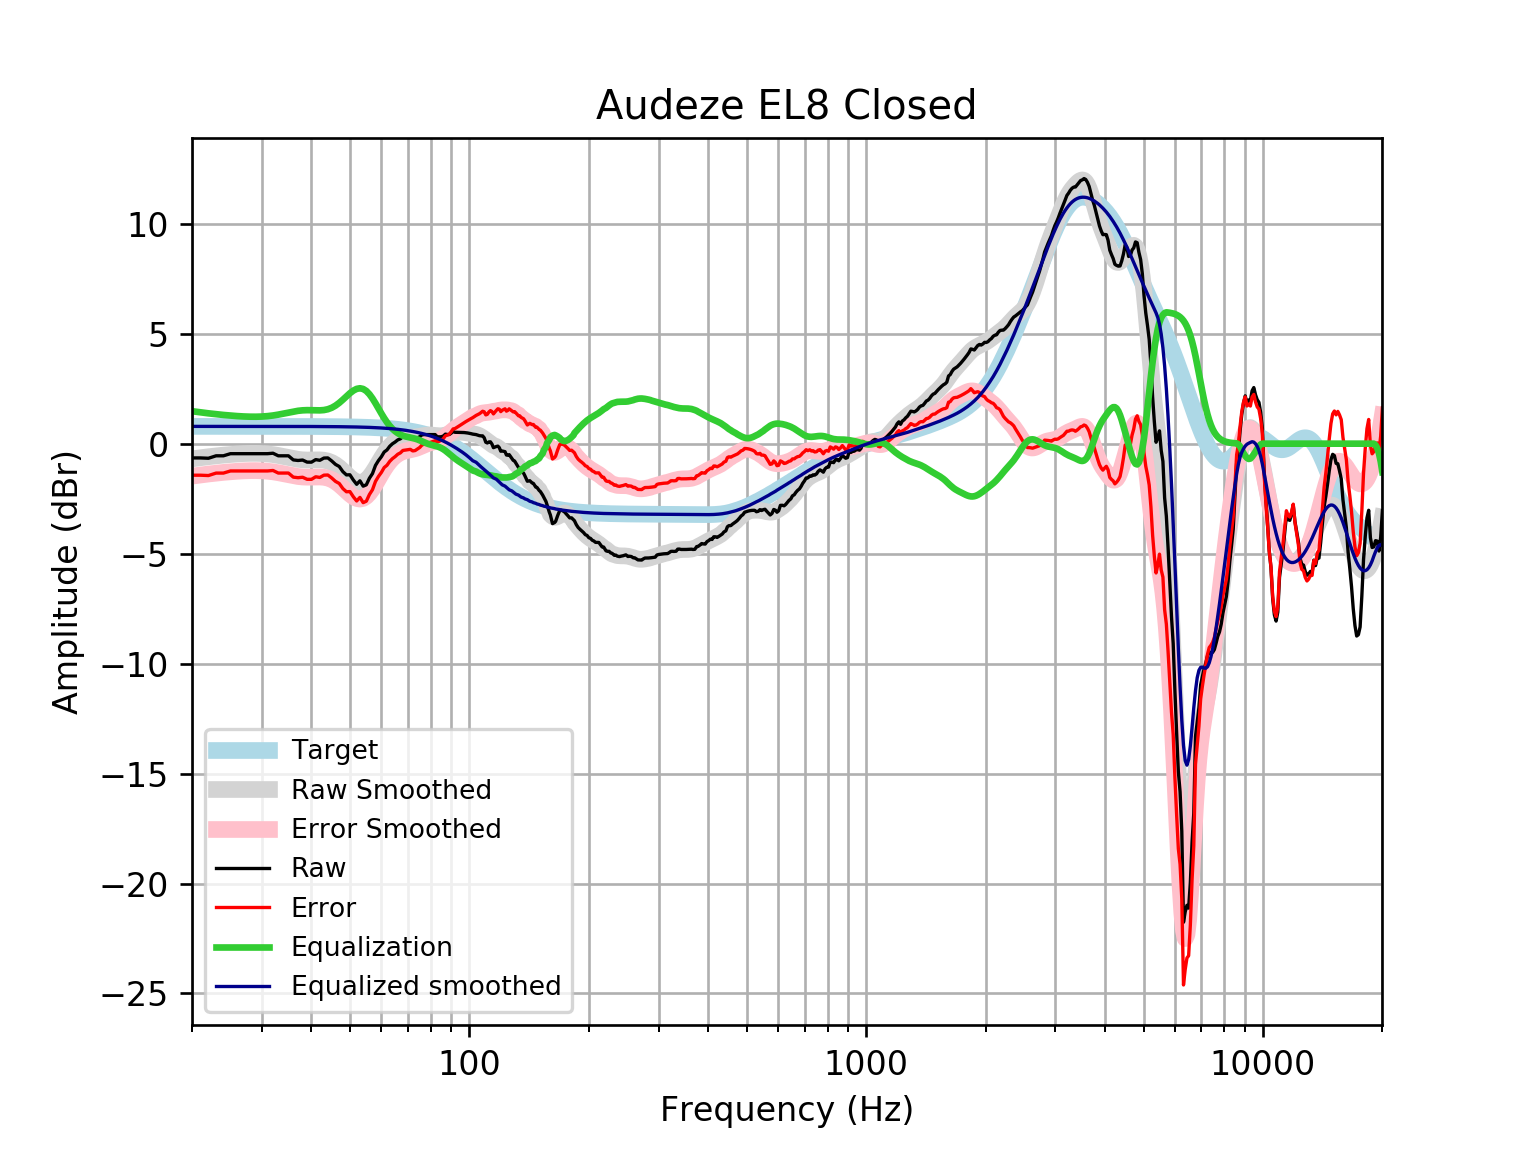 Audeze EL8 Closed
Amplitude (dBr)
10
5
0
−5
−10
−15
−20
−25
Target
Raw Smoothed
Error Smoothed
Raw
Error
Equalization
Equalized smoothed
100
1000
10000
Frequency (Hz)